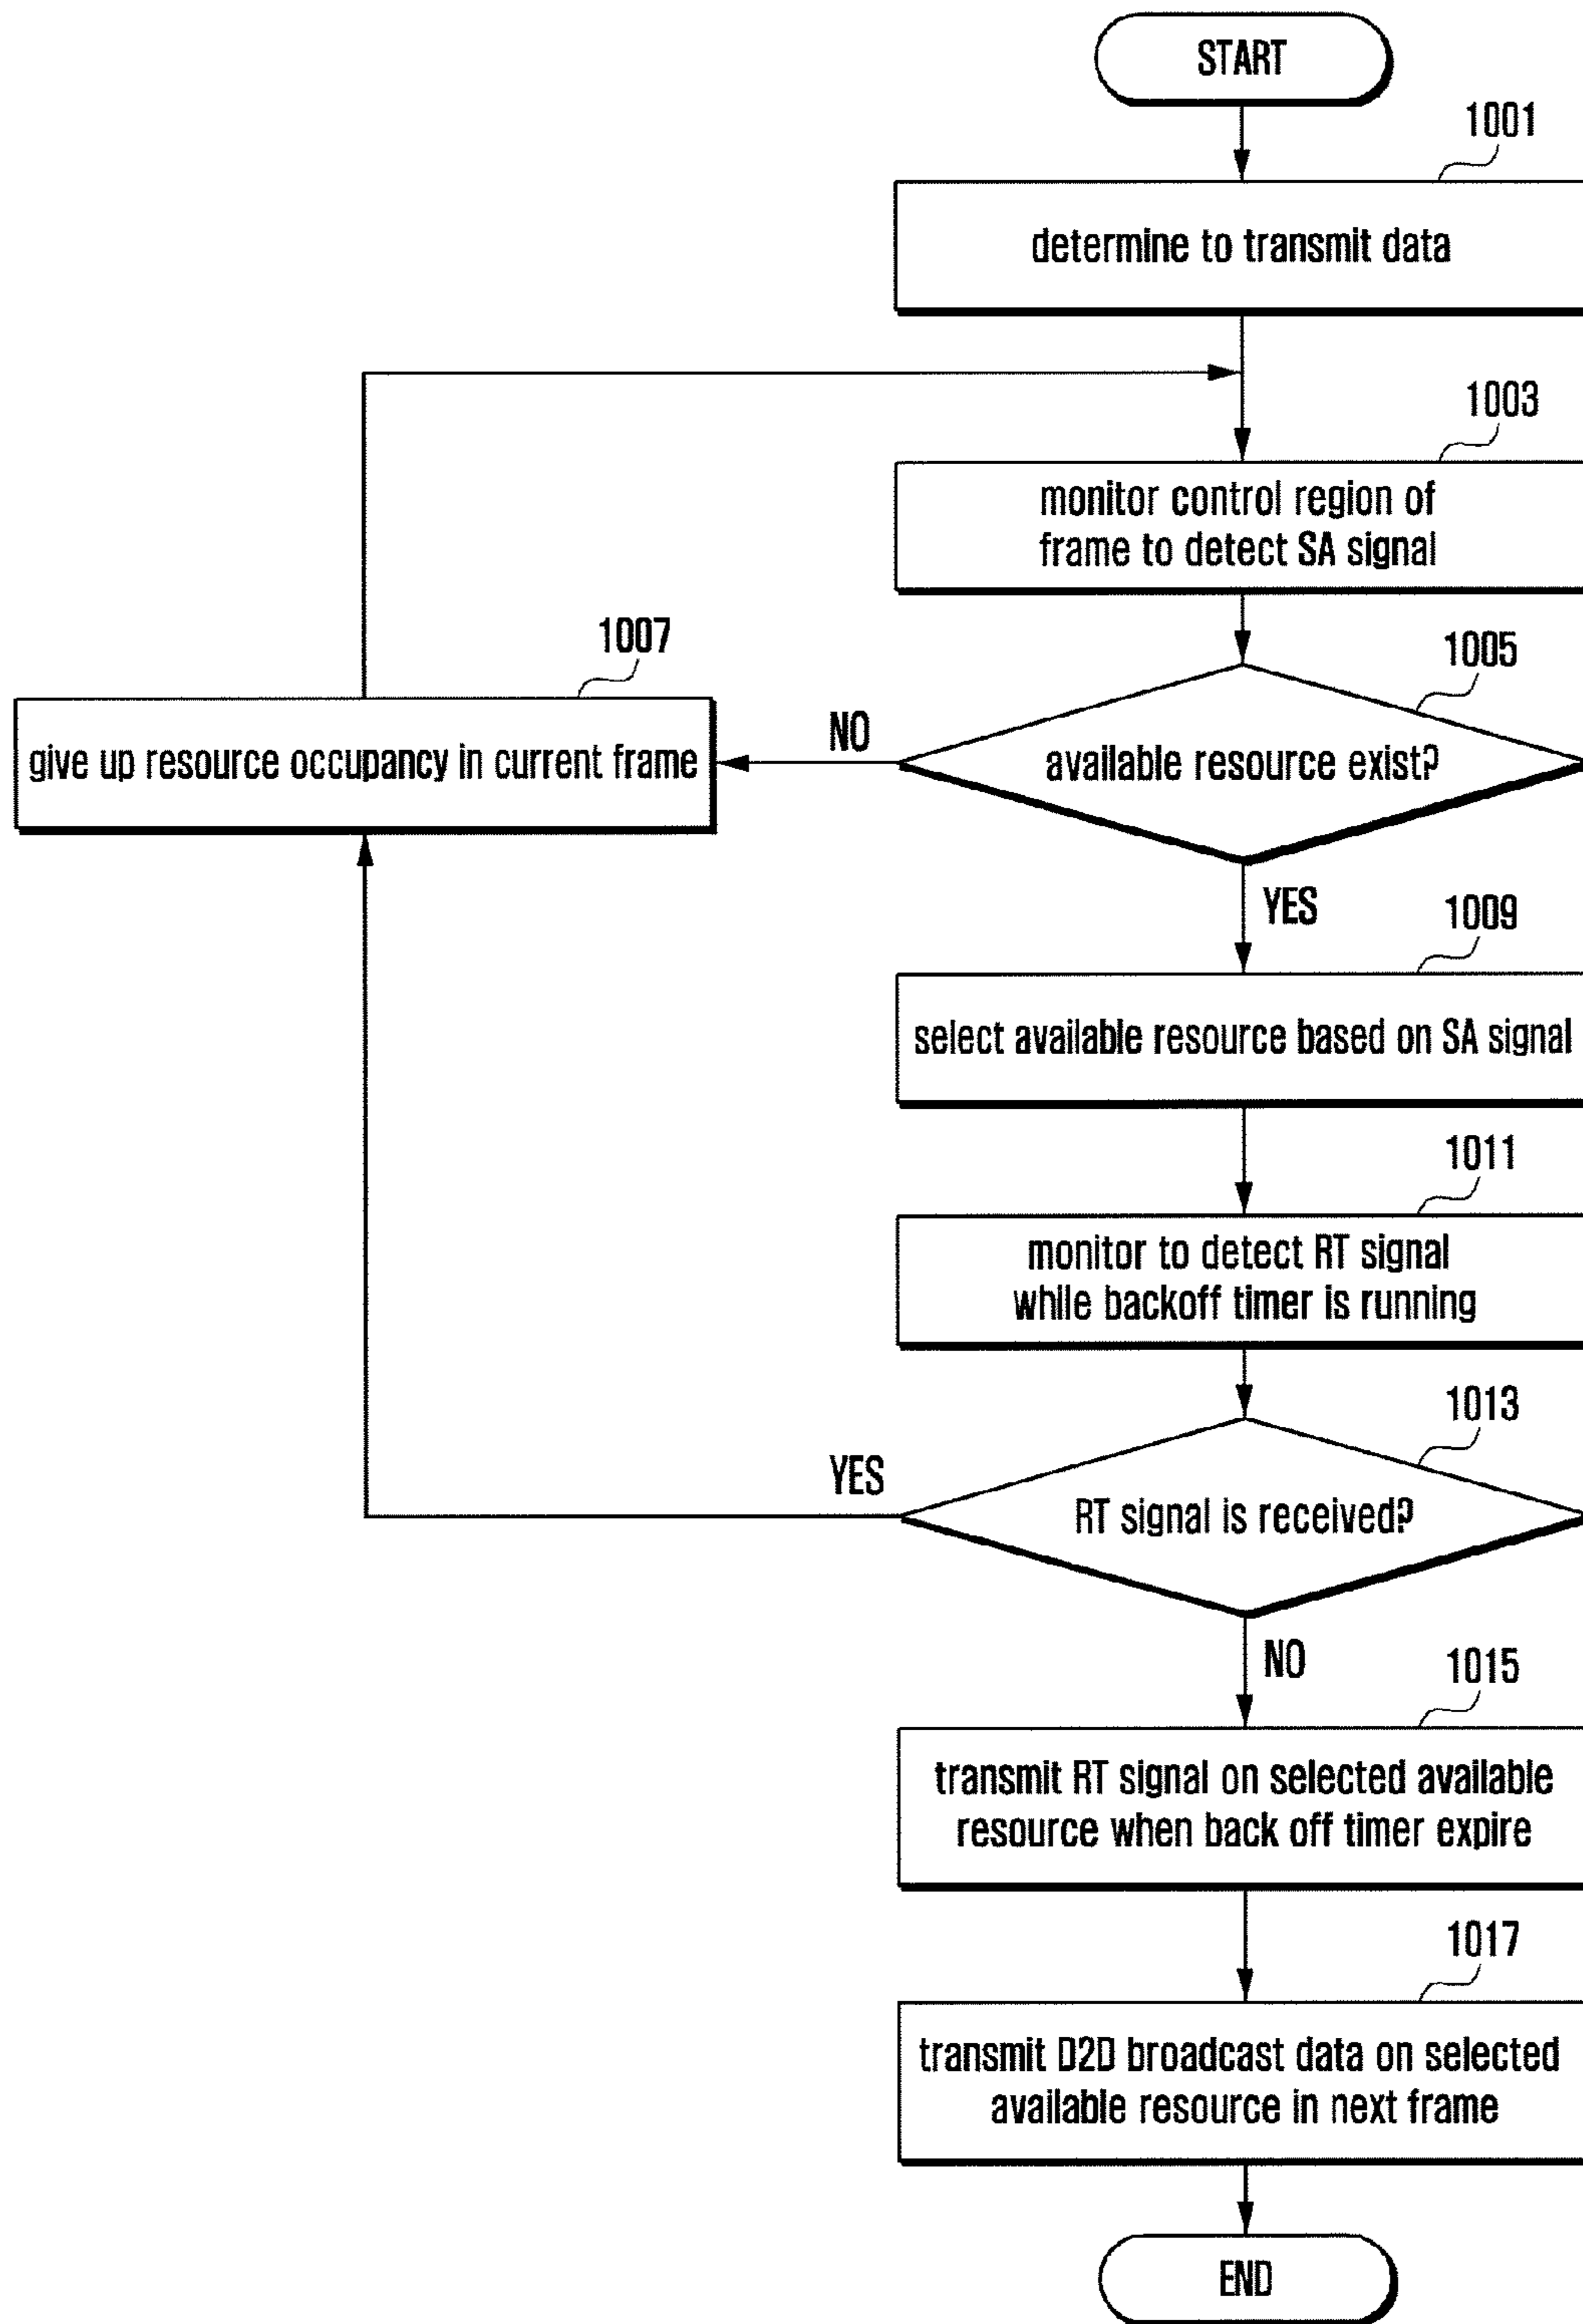 START
1001
determine to transmit data
1003
monitor control region of
frame to detect SA signal
1007
give up resource occupancy in current frame
NO
1005
available resource exist?
YES
1009
select available resource based on SA signal
1011
monitor to detect RT signal
while backoff timer is running
1013
YES
RT signal is received?
NO
1015
transmit RT signal on selected available
resource when back off timer expire
1017
transmit D2D broadcast data on selected
available resource in next frame
END